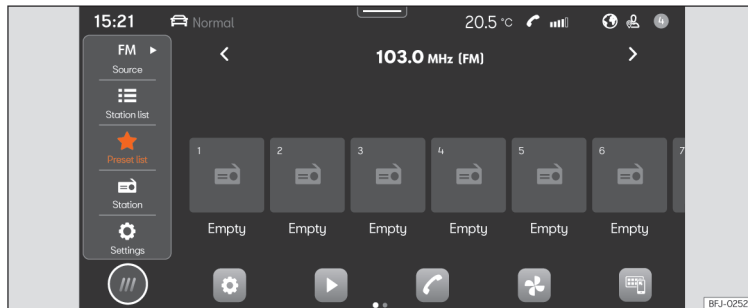 15:21 Normal 20.5 °C 4
FM
Source
103.0 MHz (FM)
Station list
Preset list
1 2 3 4 5 6 7
Station
Empty Empty Empty Empty Empty Empty
Settings
BFJ-0252